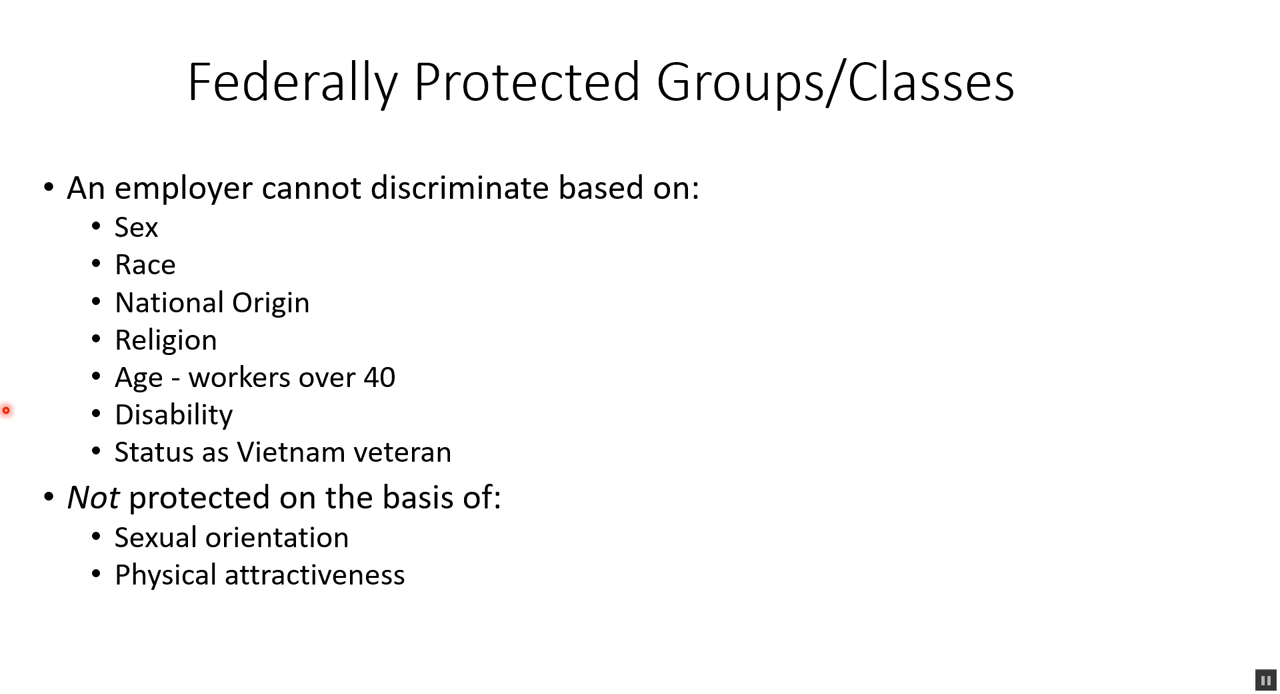 Federally Protected Groups/Classes
• An employer cannot discriminate based on:
• Sex
• Race
• National Origin
• Religion
• Age - workers over 40
• Disability
• Status as Vietnam veteran
• Not protected on the basis of:
• Sexual orientation
• Physical attractiveness